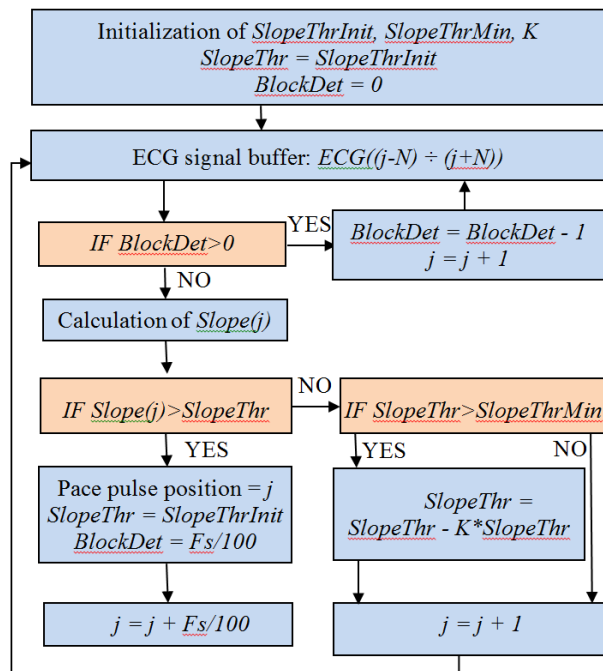 Initialization of SlopeThrInit, SlopeThrMin, K
SlopeThr = SlopeThrInit
BlockDet = 0
ECG signal buffer: ECG((j-N) ÷ (j+N))
IF BlockDet>0
YES
BlockDet = BlockDet - 1
j = j + 1
NO
Calculation of Slope(j)
IF Slope(j)>SlopeThr
NO
IF SlopeThr>SlopeThrMin
YES
YES
NO
Pace pulse position = j
SlopeThr = SlopeThrInit
BlockDet = Fs/100
SlopeThr =
SlopeThr - K*SlopeThr
j = j + Fs/100
j = j + 1